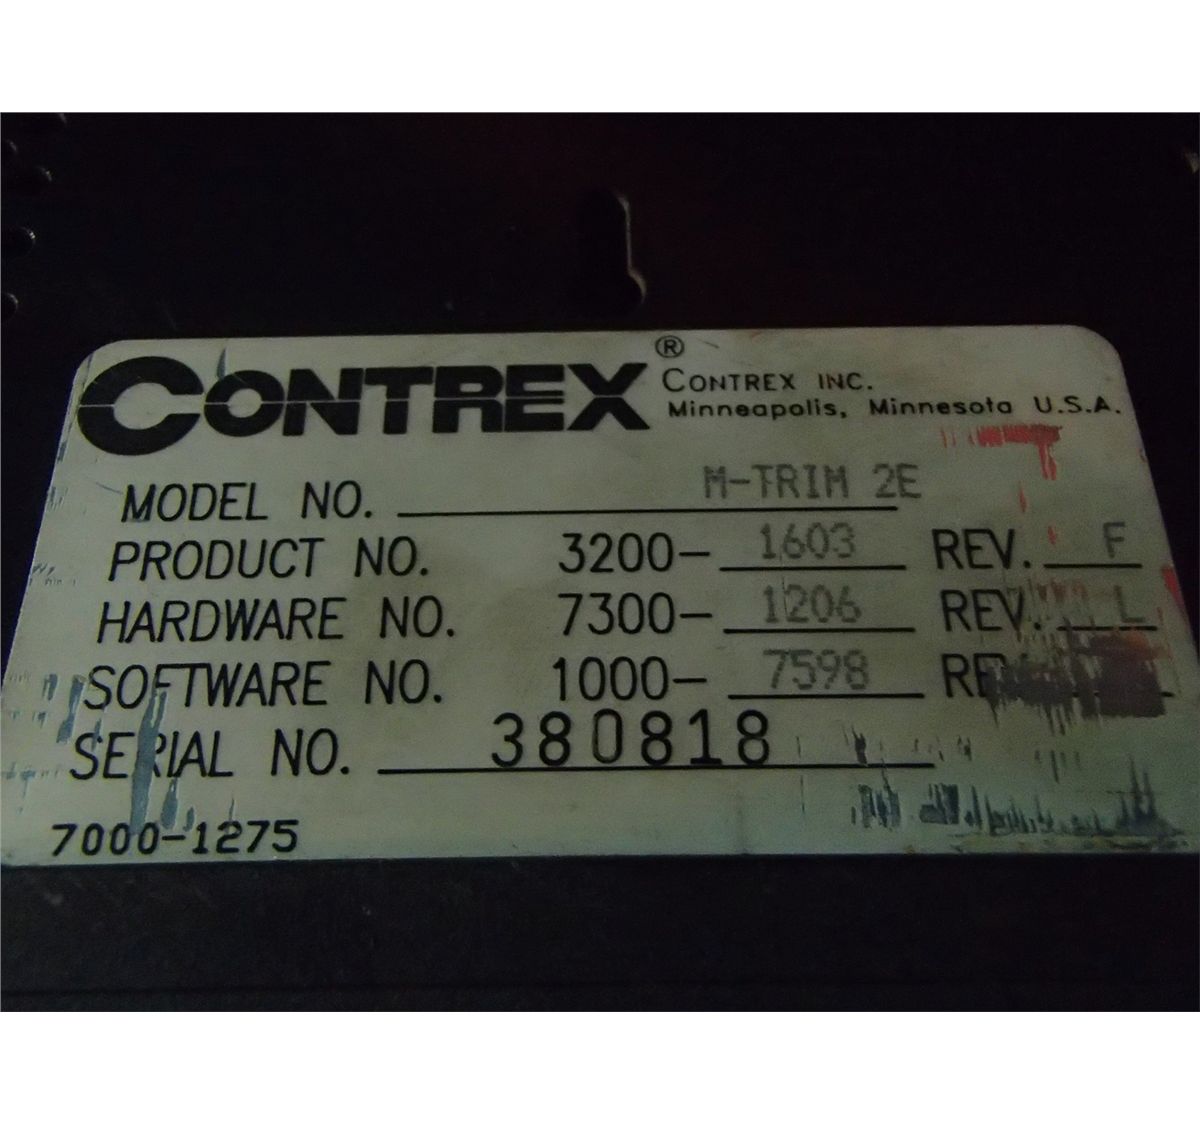 CONTREX ®
CONTREX INC.
Minneapolis, Minnesota U.S.A.
MODEL NO. M-TRIM 2E
PRODUCT NO. 3200-1603 REV. F
HARDWARE NO. 7300-1206 REV. L
SOFTWARE NO. 1000-7598
SERIAL NO. 380818
7000-1275